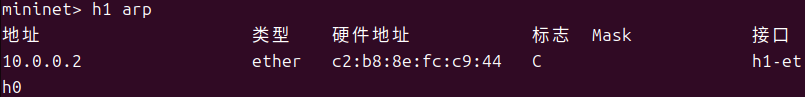 mininet> h1 arp
地址 类型 硬件地址 标志 Mask 接口
10.0.0.2 ether c2:b8:8e:fc:c9:44 C h1-et
h0